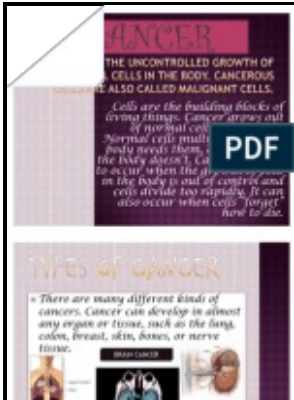 ANCER
THE UNCONTROLLED GROWTH OF
CELLS IN THE BODY. CANCEROUS
ARE ALSO CALLED MALIGNANT CELLS.
Cells are the building blocks of
living things. Cancer grows out
of normal cell
Normal cells mult
body needs them,
the body doesn't. Ca
to occur when the
in the body is out of control and
cells divide too rapidly. It can
also occur when cells "forget"
how to die.
PDF
TYPES OF CANCER
There are many different kinds of
cancers. Cancer can develop in almost
any organ or tissue, such as the lung,
colon, breast, skin, bones, or nerve
tissue.
BRAIN CANCER